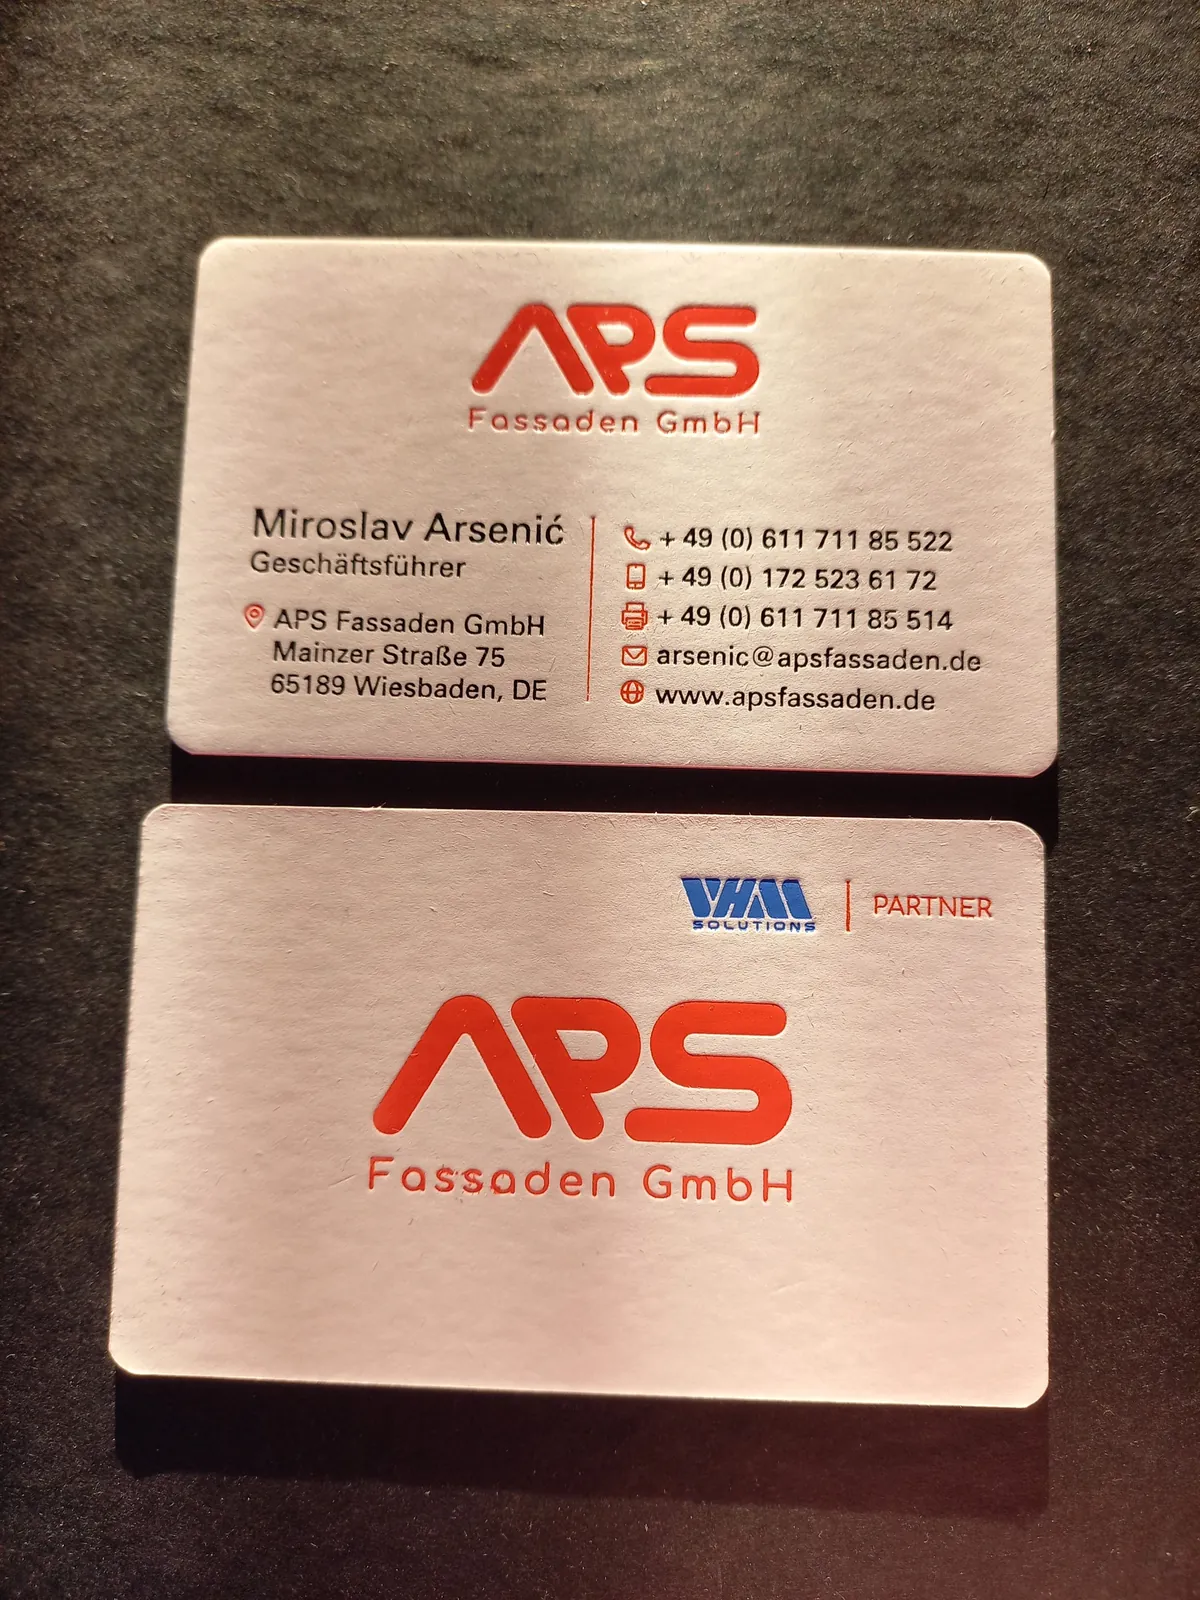 APS
Fassaden GmbH
Miroslav Arsenić
Geschäftsführer
APS Fassaden GmbH
Mainzer Straße 75
65189 Wiesbaden, DE
+ 49 (0) 611 711 85 522
+ 49 (0) 172 523 61 72
+ 49 (0) 611 711 85 514
arsenic@apsfassaden.de
www.apsfassaden.de
VHM
SOLUTIONS
PARTNER
APS
Fassaden GmbH